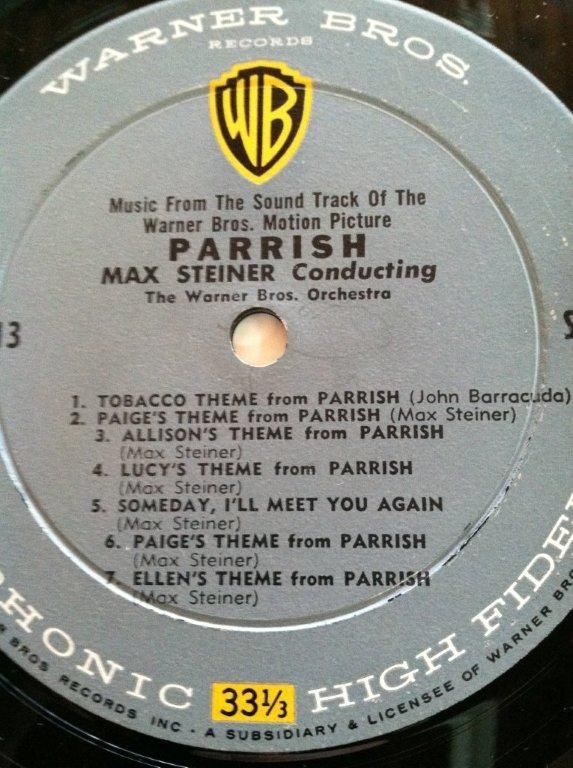 WARNER BROS.
RECORDS
WB
Music From The Sound Track Of The
Warner Bros. Motion Picture
PARRISH
MAX STEINER Conducting
The Warner Bros. Orchestra
13
1. TOBACCO THEME from PARRISH (John Barracuda)
2. PAIGE'S THEME from PARRISH (Max Steiner)
3. ALLISON'S THEME from PARRISH
(Max Steiner)
4. LUCY'S THEME from PARRISH
(Max Steiner)
5. SOMEDAY, I'LL MEET YOU AGAIN
(Max Steiner)
6. PAIGE'S THEME from PARRISH
(Max Steiner)
7. ELLEN'S THEME from PARRISH
(Max Steiner)
PHONIC 33⅓ HIGH FIDE
BROS RECORDS INC - A SUBSIDIARY & LICENSEE OF WARNER BRO